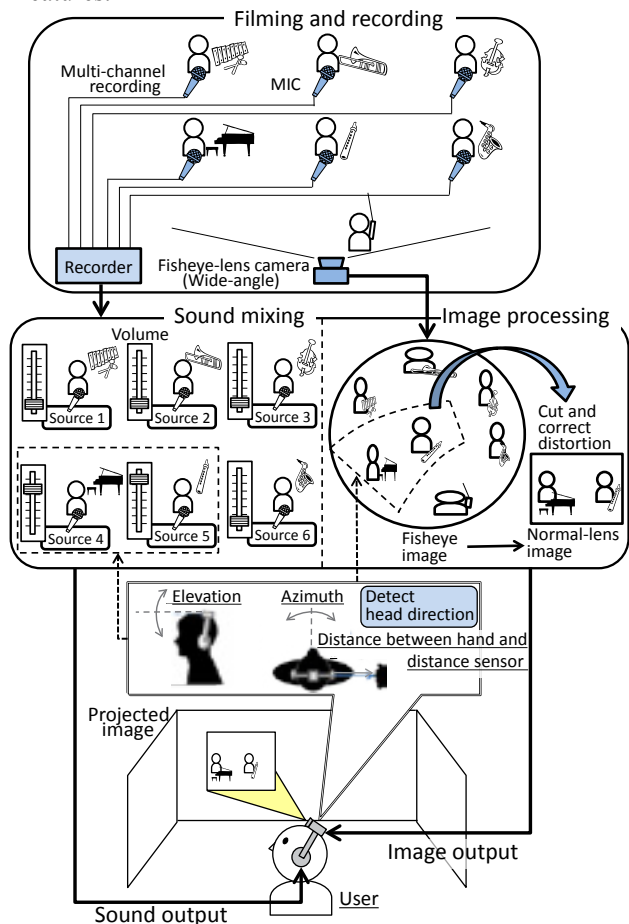 Filming and recording
Multi-channel
recording
MIC
Recorder
Fisheye-lens camera
(Wide-angle)
Sound mixing
Image processing
Volume
Source 1
Source 2
Source 3
Cut and
correct
distortion
Source 4
Source 5
Source 6
Fisheye
image
Normal-lens
image
Elevation
Azimuth
Detect
head direction
Distance between hand and
distance sensor
Projected
image
Image output
User
Sound output